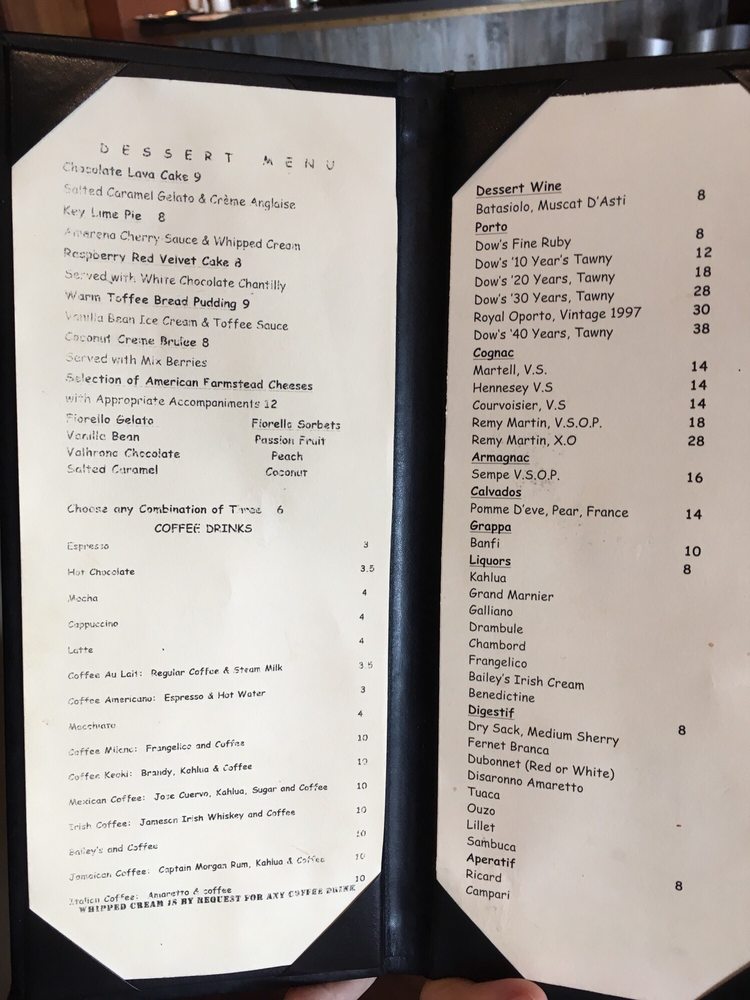 DESSERT MENU
Chocolate Lava Cake 9
Salted Caramel Gelato & Crème Anglaise
Key Lime Pie 8
Amarena Cherry Sauce & Whipped Cream
Raspberry Red Velvet Cake 8
Served with White Chocolate Chantilly
Warm Toffee Bread Pudding 9
Vanilla Bean Ice Cream & Toffee Sauce
Coconut Creme Brulee 8
Served with Mix Berries
Selection of American Farmstead Cheeses
with Appropriate Accompaniments 12
Fiorello Gelato Fiorello Sorbets
Vanilla Bean Passion Fruit
Valhrona Chocolate Peach
Salted Caramel Coconut
Choose any Combination of Three 6
COFFEE DRINKS
Espresso 3
Hot Chocolate 3.5
Mocha 4
Cappuccino 4
Latte 4
Coffee Au Lait: Regular Coffee & Steam Milk 3.5
Coffee Americano: Espresso & Hot Water 3
Macchiato 4
Coffee Milano: Frangelico and Coffee 10
Coffee Keoki: Brandy, Kahlua & Coffee 10
Mexican Coffee: Jose Cuervo, Kahlua, Sugar and Coffee 10
Irish Coffee: Jameson Irish Whiskey and Coffee 10
Bailey's and Coffee 10
Jamaican Coffee: Captain Morgan Rum, Kahlua & Coffee 10
Italian Coffee: Amaretto & coffee 10
WHIPPED CREAM IS BY REQUEST FOR ANY COFFEE DRINK
Dessert Wine
Batasiolo, Muscat D'Asti 8
Porto
Dow's Fine Ruby 8
Dow's '10 Year's Tawny 12
Dow's '20 Years, Tawny 18
Dow's '30 Years, Tawny 28
Royal Oporto, Vintage 1997 30
Dow's '40 Years, Tawny 38
Cognac
Martell, V.S. 14
Hennesey V.S 14
Courvoisier, V.S 14
Remy Martin, V.S.O.P. 18
Remy Martin, X.O 28
Armagnac
Sempe V.S.O.P. 16
Calvados
Pomme D'eve, Pear, France 14
Grappa
Banfi 10
Liquors 8
Kahlua
Grand Marnier
Galliano
Drambule
Chambord
Frangelico
Bailey's Irish Cream
Benedictine
Digestif
Dry Sack, Medium Sherry 8
Fernet Branca
Dubonnet (Red or White)
Disaronno Amaretto
Tuaca
Ouzo
Lillet
Sambuca
Aperatif
Ricard 8
Campari